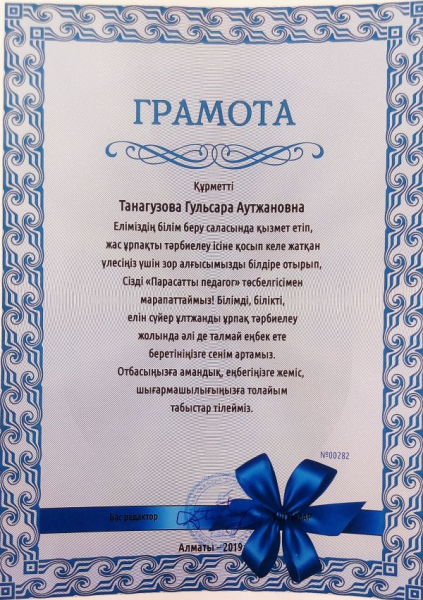 ГРАМОТА
Құрметті
Танагузова Гульсара Аутжановна
Еліміздің білім беру саласында қызмет етіп,
жас ұрпақты тәрбиелеу ісіне қосып келе жатқан
үлесіңіз үшін зор алғысымызды білдіре отырып,
Сізді «Парасатты педагог» төсбелгісімен
марапаттаймыз! Білімді, білікті,
елін сүйер ұлтжанды ұрпақ тәрбиелеу
жолында әлі де талмай еңбек ете
беретініңізге сенім артамыз.
Отбасыңызға амандық, еңбегіңізге жеміс,
шығармашылығыңызға толайым
табыстар тілейміз.
№00282
Бас редактор
Алматы - 2019